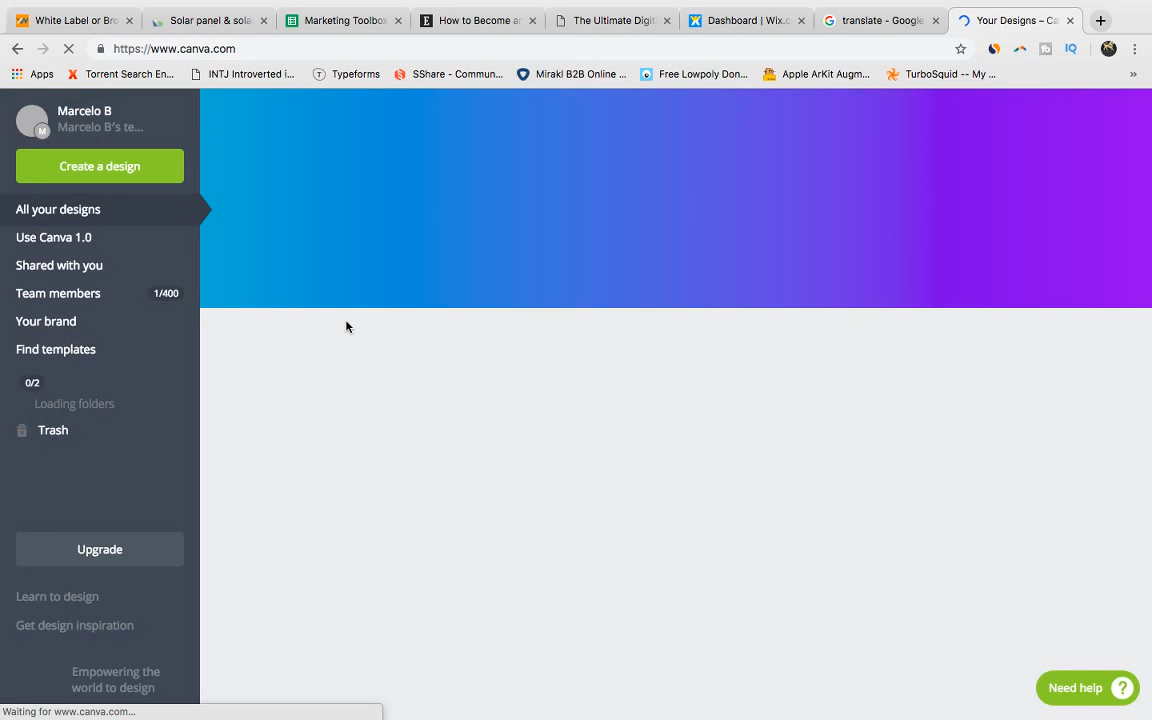 White Label or Bro
Solar panel & sola
Marketing Toolbox
How to Become an
The Ultimate Digit
Dashboard | Wix.c
translate - Google
Your Designs – Ca
https://www.canva.com
Apps
Torrent Search En...
INTJ Introverted i...
Typeforms
SShare - Commun...
Mirakl B2B Online ...
Free Lowpoly Don...
Apple ArKit Augm...
TurboSquid -- My ...
»
Marcelo B
M
Marcelo B's te...
Create a design
All your designs
Use Canva 1.0
Shared with you
Team members 1/400
Your brand
Find templates
0/2
Loading folders
Trash
Upgrade
Learn to design
Get design inspiration
Empowering the
world to design
Need help ?
Waiting for www.canva.com...